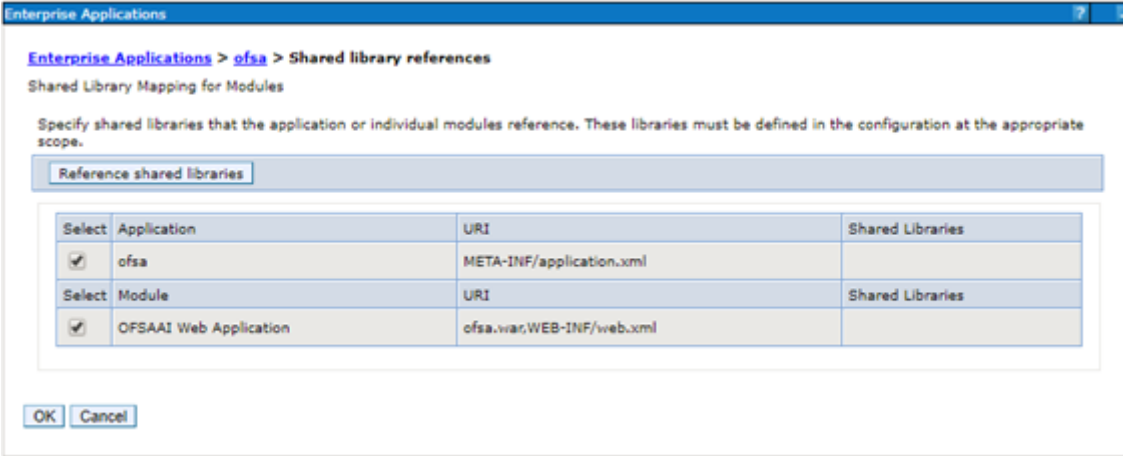 Enterprise Applications ?
Enterprise Applications > ofsa > Shared library references
Shared Library Mapping for Modules
Specify shared libraries that the application or individual modules reference. These libraries must be defined in the configuration at the appropriate
scope.
Reference shared libraries
Select Application URI Shared Libraries
ofsa META-INF/application.xml
Select Module URI Shared Libraries
OFSAAI Web Application ofsa.war,WEB-INF/web.xml
OK Cancel